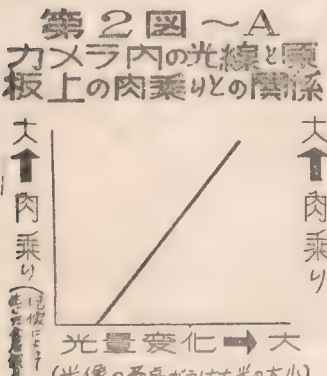 第2図～A
カメラ内の光線と原
板上の肉乗りとの関係
大
↑
肉乗り
大
↑
肉乗り
光量変化➡大